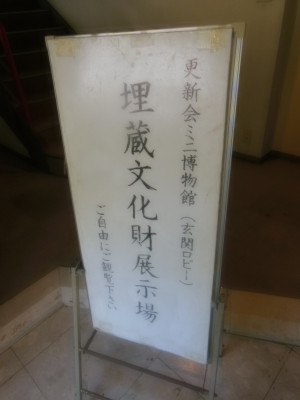 更新会ミニ博物館（玄関ロビー）
埋蔵文化財展示場
ご自由にご観覧下さい